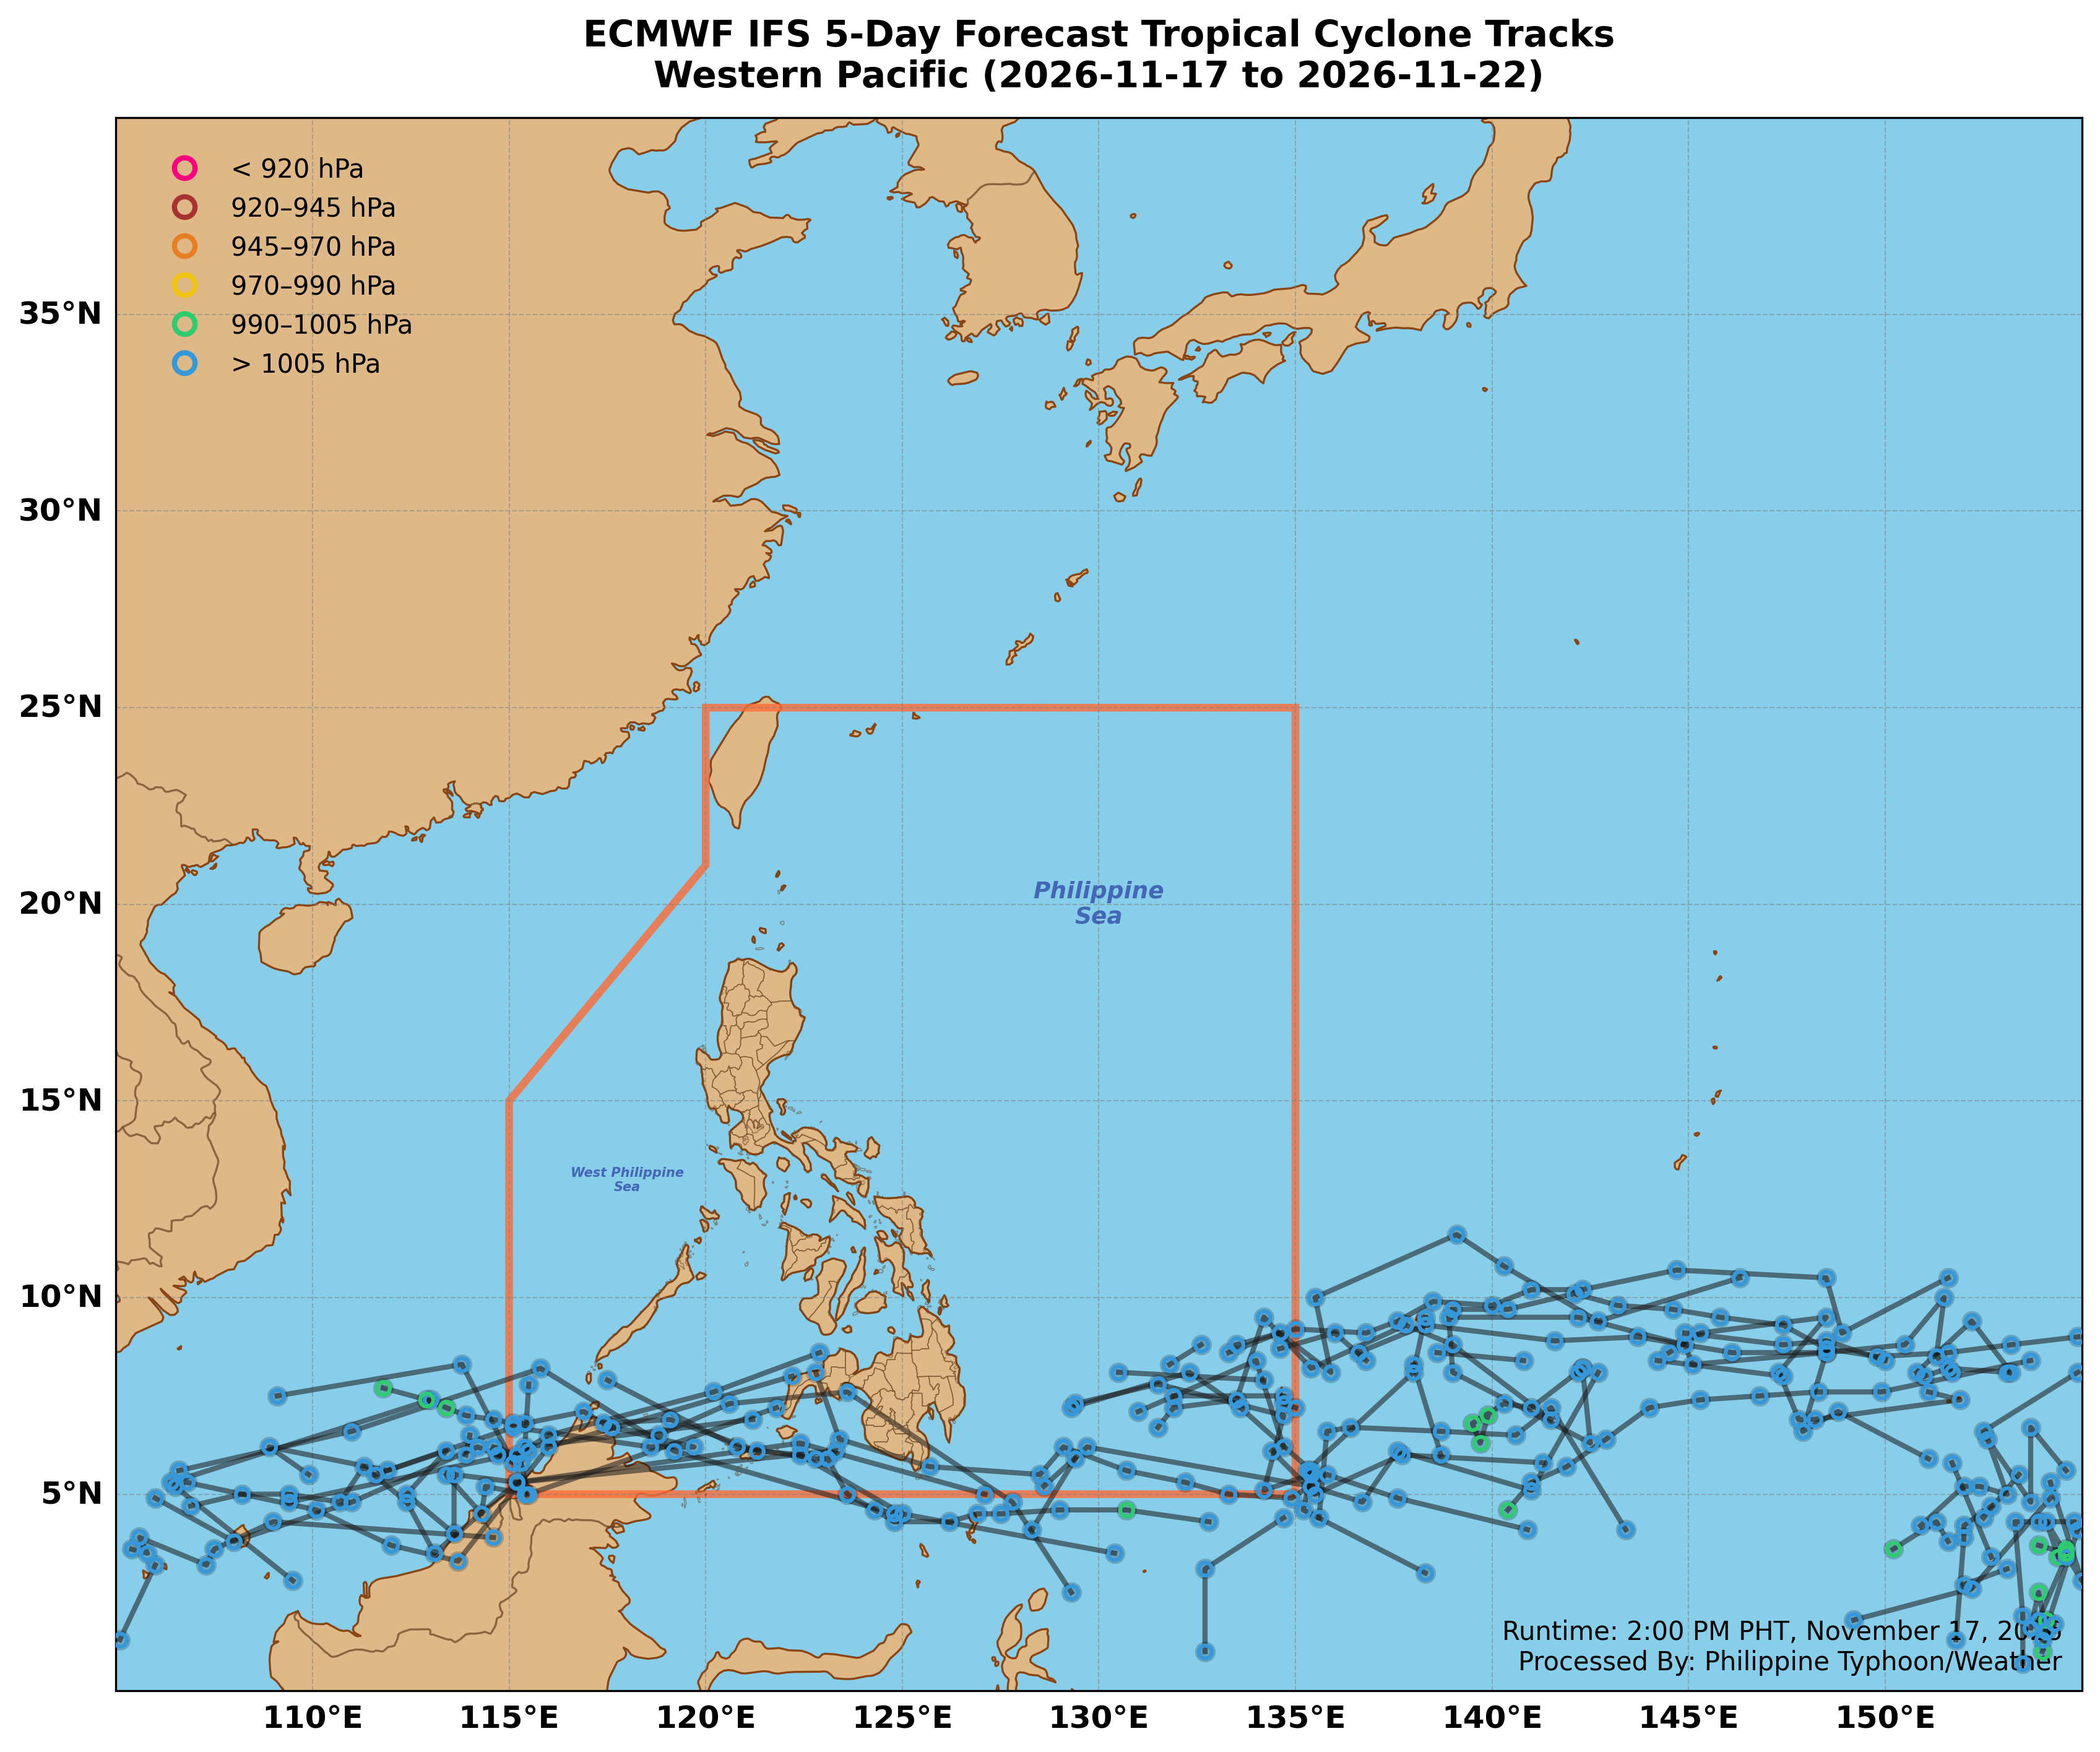 ECMWF IFS 5-Day Forecast Tropical Cyclone Tracks
Western Pacific (2026-11-17 to 2026-11-22)
< 920 hPa
920–945 hPa
945–970 hPa
970–990 hPa
990–1005 hPa
> 1005 hPa
35°N
30°N
25°N
20°N
15°N
10°N
5°N
Philippine
Sea
West Philippine
Sea
Runtime: 2:00 PM PHT, November 17, 2026
Processed By: Philippine Typhoon/Weather
110°E 115°E 120°E 125°E 130°E 135°E 140°E 145°E 150°E